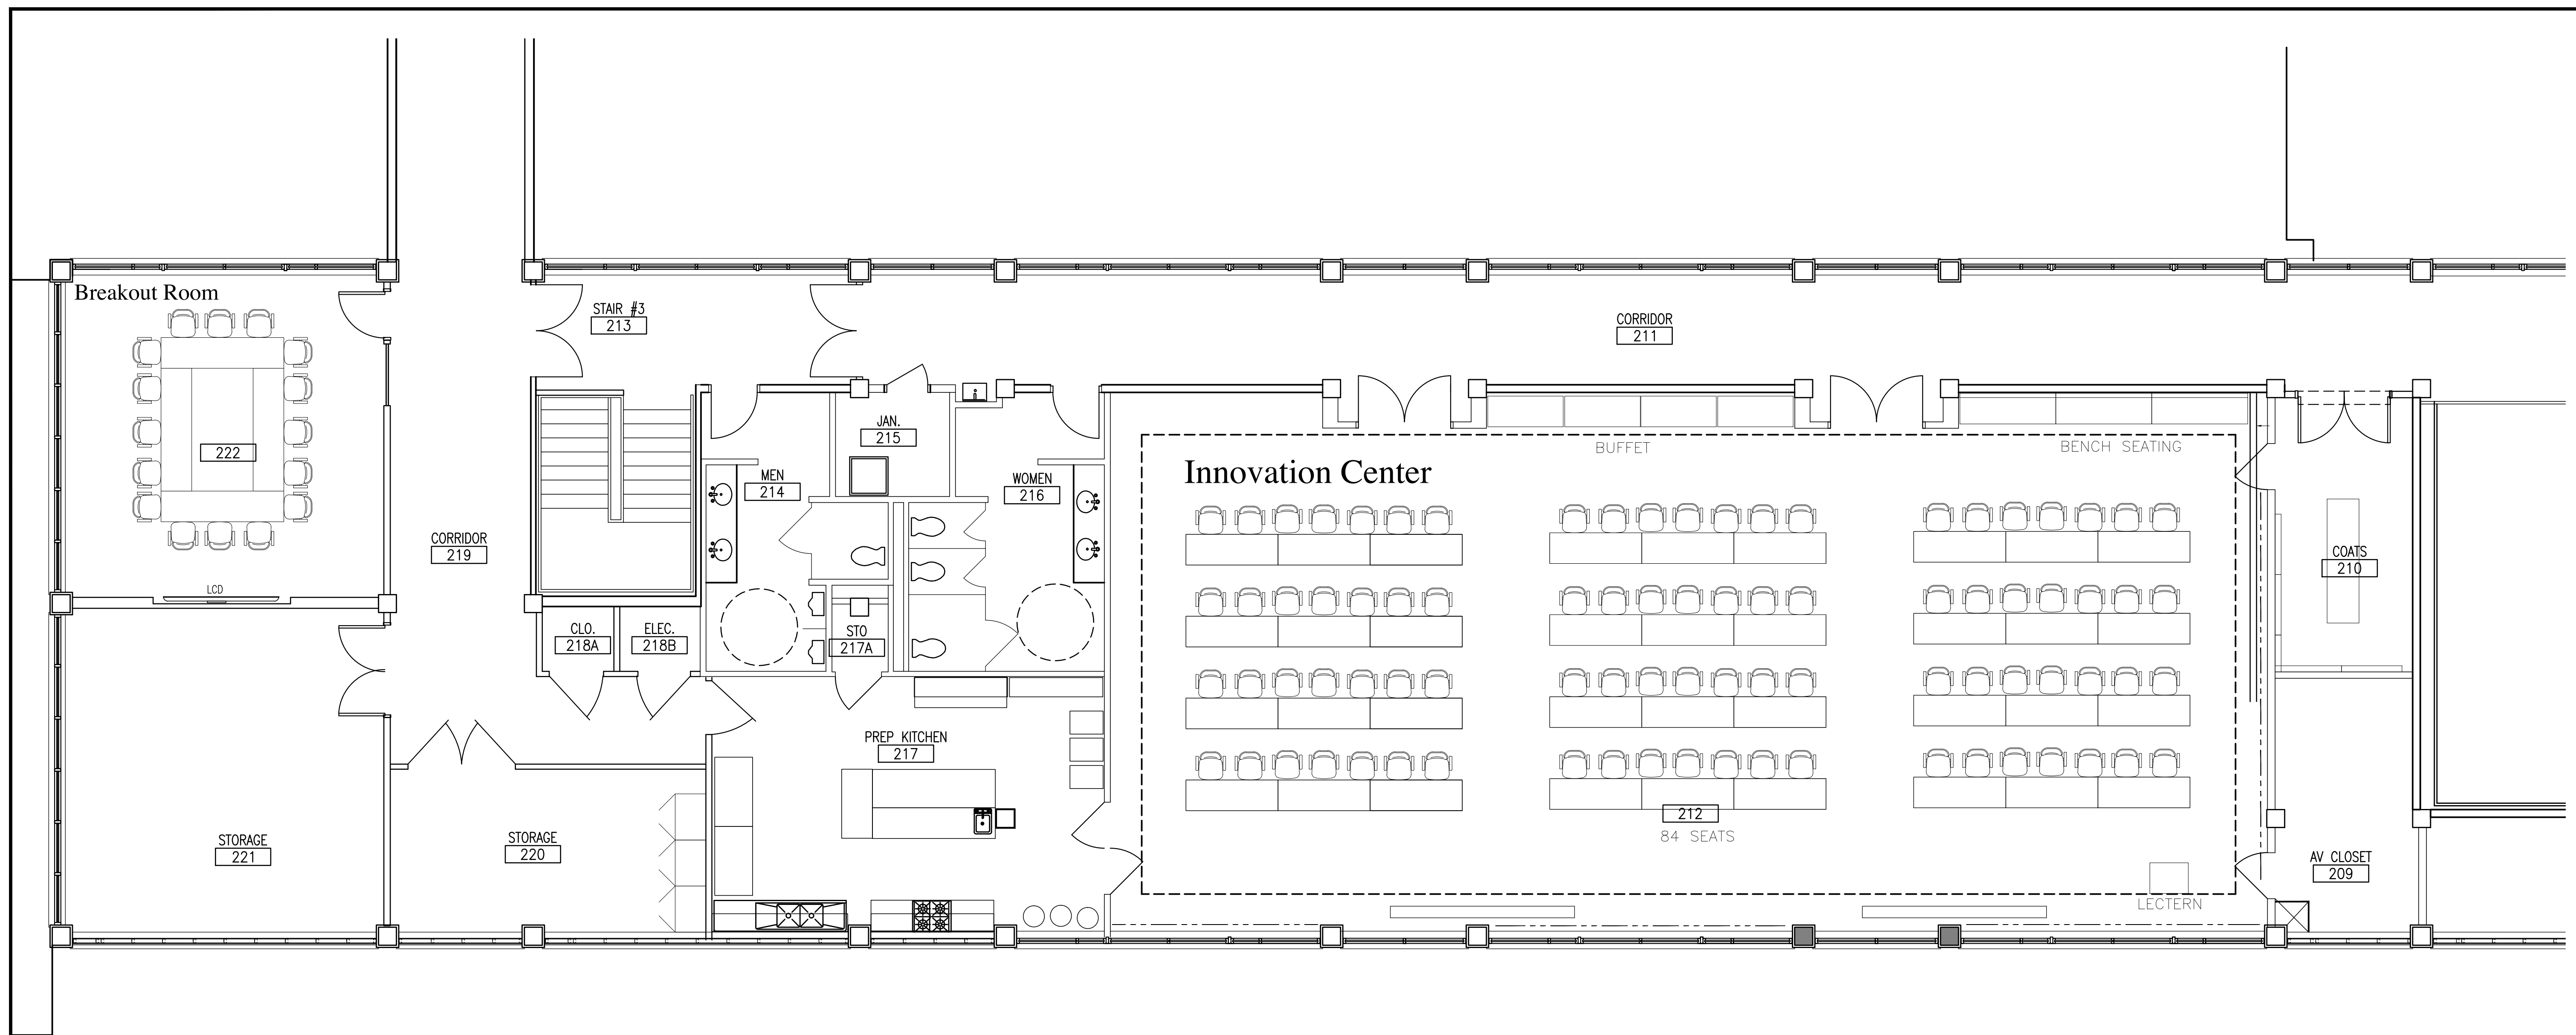 Breakout Room
STAIR #3
213
CORRIDOR
211
222
JAN.
215
BUFFET
BENCH SEATING
Innovation Center
MEN
214
WOMEN
216
CORRIDOR
219
COATS
210
LCD
CLO.
218A
ELEC.
218B
STO
217A
PREP KITCHEN
217
212
84 SEATS
STORAGE
221
STORAGE
220
AV CLOSET
209
LECTERN